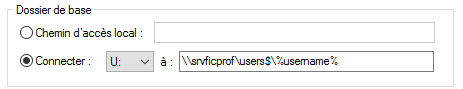 Dossier de base
Chemin d'accès local :
Connecter : U: à : \\srvficprof\users$\%username%